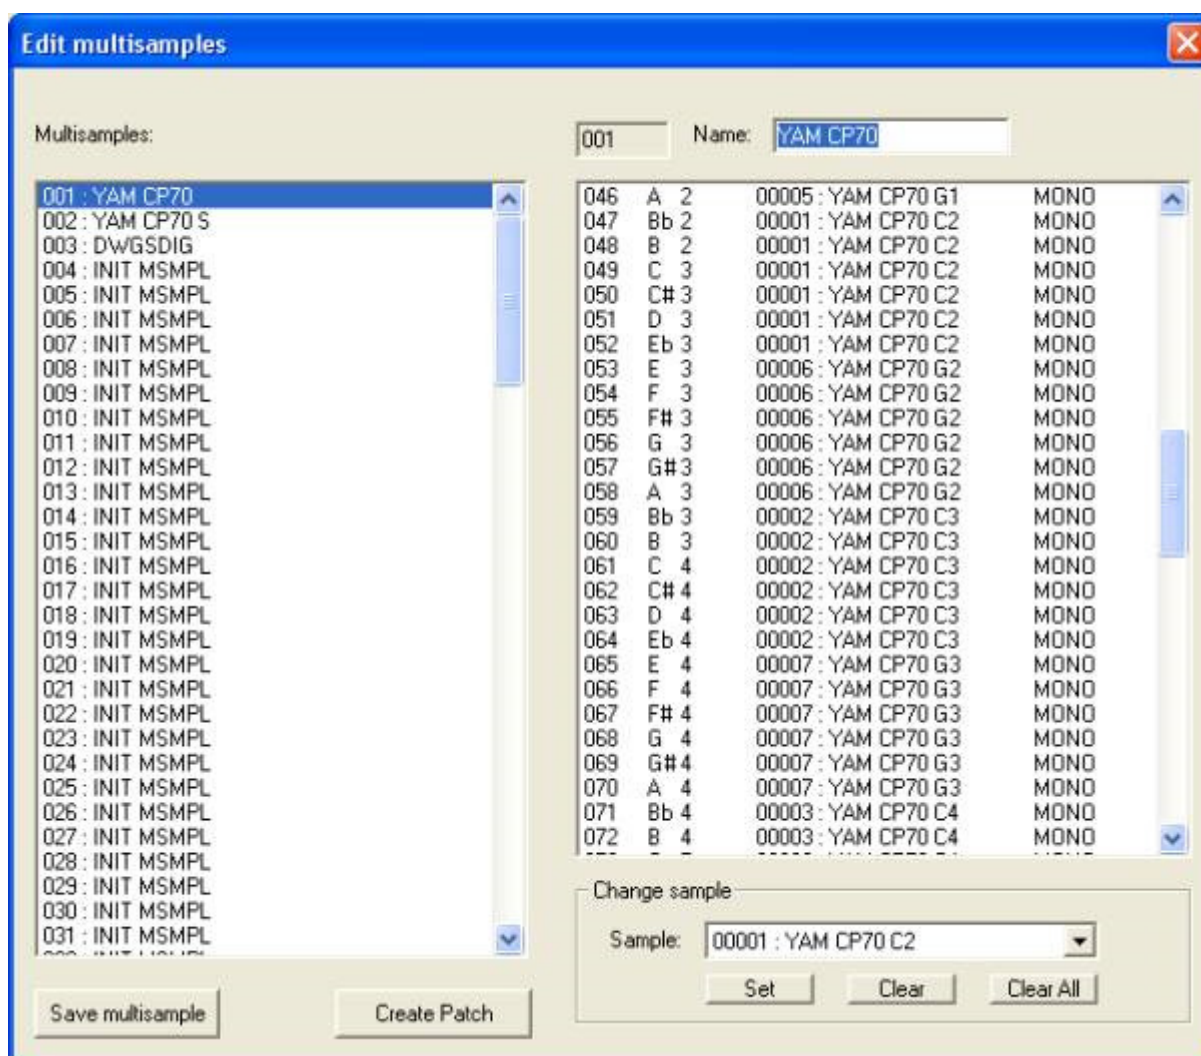 Edit multisamples
Multisamples:
001 Name: YAM CP70
001 : YAM CP70
002 : YAM CP70 S
003 : DWGSDIG
004 : INIT MSMPL
005 : INIT MSMPL
006 : INIT MSMPL
007 : INIT MSMPL
008 : INIT MSMPL
009 : INIT MSMPL
010 : INIT MSMPL
011 : INIT MSMPL
012 : INIT MSMPL
013 : INIT MSMPL
014 : INIT MSMPL
015 : INIT MSMPL
016 : INIT MSMPL
017 : INIT MSMPL
018 : INIT MSMPL
019 : INIT MSMPL
020 : INIT MSMPL
021 : INIT MSMPL
022 : INIT MSMPL
023 : INIT MSMPL
024 : INIT MSMPL
025 : INIT MSMPL
026 : INIT MSMPL
027 : INIT MSMPL
028 : INIT MSMPL
029 : INIT MSMPL
030 : INIT MSMPL
031 : INIT MSMPL
046 A 2 00005 : YAM CP70 G1 MONO
047 Bb 2 00001 : YAM CP70 C2 MONO
048 B 2 00001 : YAM CP70 C2 MONO
049 C 3 00001 : YAM CP70 C2 MONO
050 C# 3 00001 : YAM CP70 C2 MONO
051 D 3 00001 : YAM CP70 C2 MONO
052 Eb 3 00001 : YAM CP70 C2 MONO
053 E 3 00006 : YAM CP70 G2 MONO
054 F 3 00006 : YAM CP70 G2 MONO
055 F# 3 00006 : YAM CP70 G2 MONO
056 G 3 00006 : YAM CP70 G2 MONO
057 G# 3 00006 : YAM CP70 G2 MONO
058 A 3 00006 : YAM CP70 G2 MONO
059 Bb 3 00002 : YAM CP70 C3 MONO
060 B 3 00002 : YAM CP70 C3 MONO
061 C 4 00002 : YAM CP70 C3 MONO
062 C# 4 00002 : YAM CP70 C3 MONO
063 D 4 00002 : YAM CP70 C3 MONO
064 Eb 4 00002 : YAM CP70 C3 MONO
065 E 4 00007 : YAM CP70 G3 MONO
066 F 4 00007 : YAM CP70 G3 MONO
067 F# 4 00007 : YAM CP70 G3 MONO
068 G 4 00007 : YAM CP70 G3 MONO
069 G# 4 00007 : YAM CP70 G3 MONO
070 A 4 00007 : YAM CP70 G3 MONO
071 Bb 4 00003 : YAM CP70 C4 MONO
072 B 4 00003 : YAM CP70 C4 MONO
Change sample
Sample: 00001 : YAM CP70 C2
Set Clear Clear All
Save multisample Create Patch